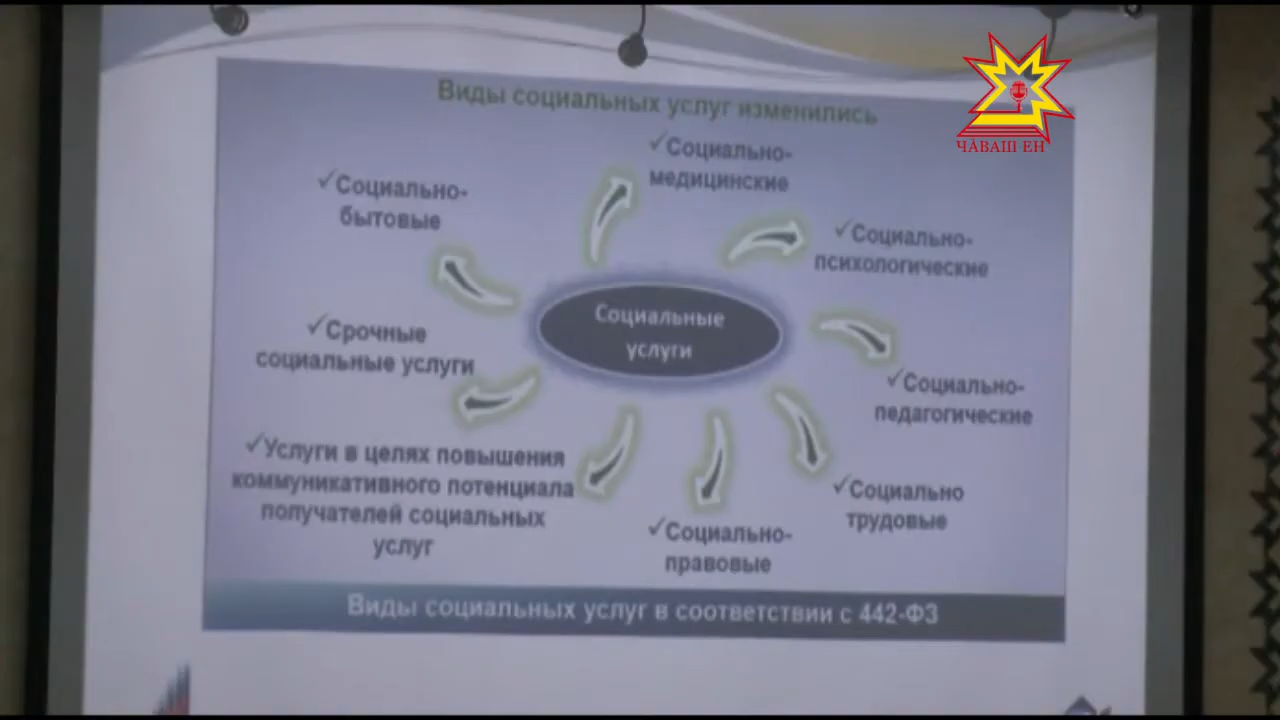 Виды социальных услуг изменились
ЧӐВАШ ЕН
✓Социально-
медицинские
✓Социально-
бытовые
✓Социально-
психологические
Социальные
услуги
✓Срочные
социальные услуги
✓Социально-
педагогические
✓Услуги в целях повышения
коммуникативного потенциала
получателей социальных
услуг
✓Социально
трудовые
✓Социально-
правовые
Виды социальных услуг в соответствии с 442-ФЗ